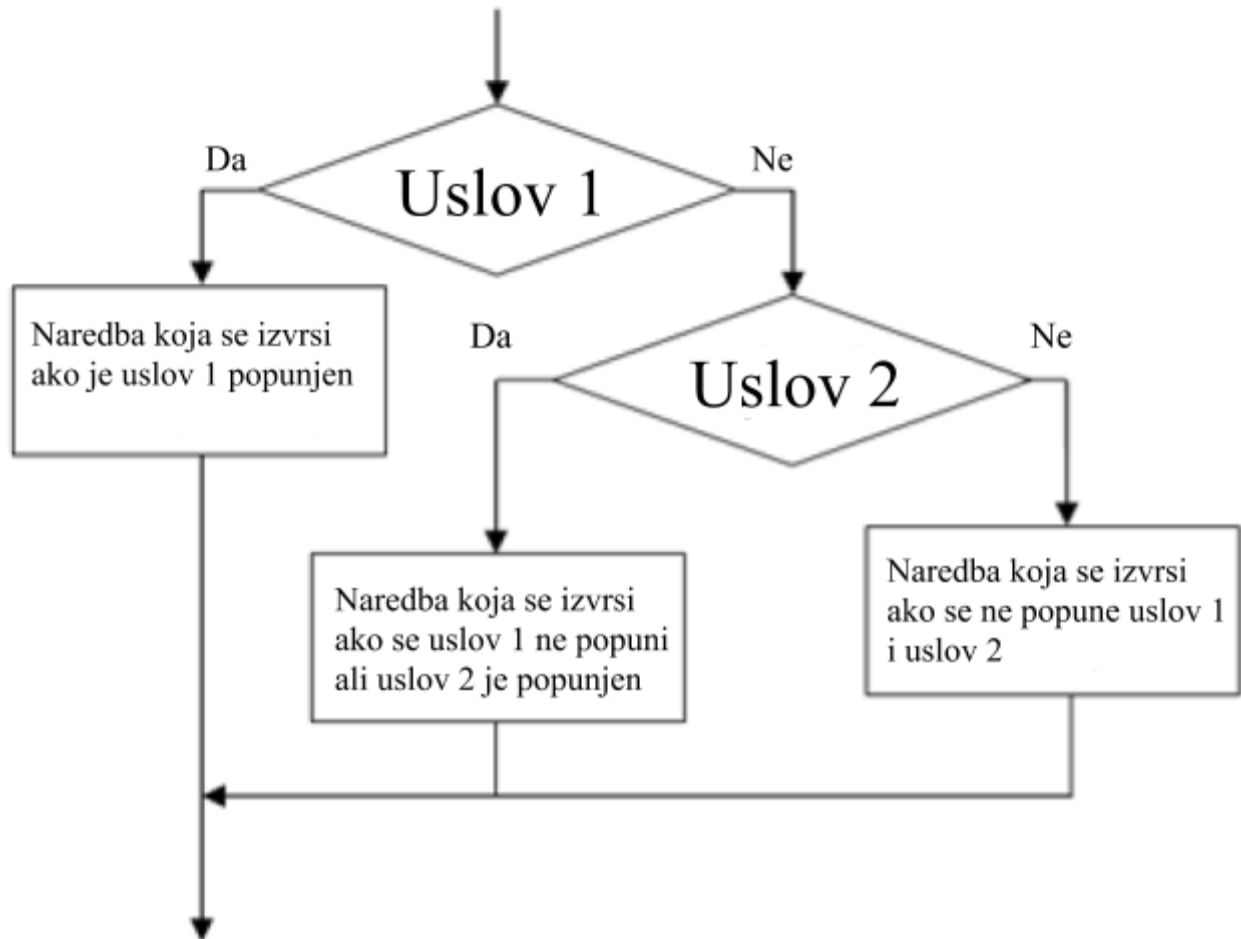 Da
Ne
Uslov 1
Naredba koja se izvrsi
ako je uslov 1 popunjen
Da
Ne
Uslov 2
Naredba koja se izvrsi
ako se uslov 1 ne popuni
ali uslov 2 je popunjen
Naredba koja se izvrsi
ako se ne popune uslov 1
i uslov 2